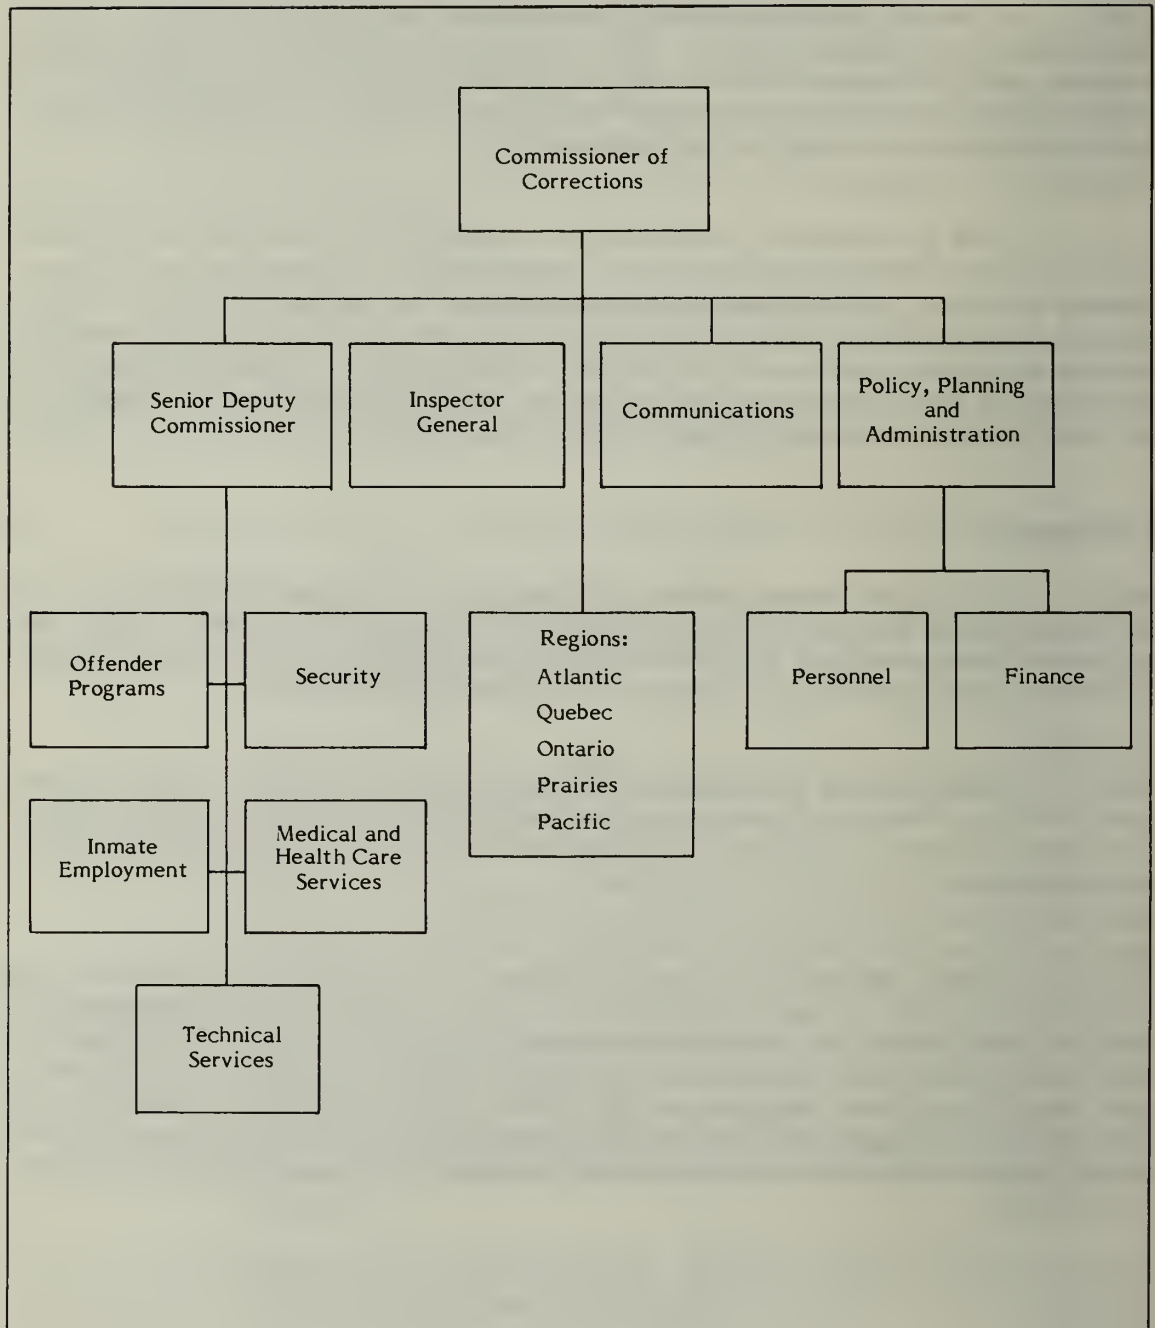 Commissioner of
Corrections
Senior Deputy
Commissioner
Inspector
General
Communications
Policy, Planning
and
Administration
Offender
Programs
Security
Regions:
Atlantic
Quebec
Ontario
Prairies
Pacific
Personnel
Finance
Inmate
Employment
Medical and
Health Care
Services
Technical
Services